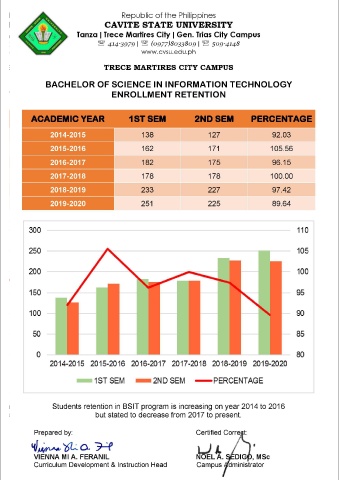 Republic of the Philippines
CAVITE STATE UNIVERSITY
Tanza | Trece Martires City | Gen. Trias City Campus
☏ 414-3979 | ☏ (0977)8033809 | ☏ 509-4148
www.cvsu.edu.ph
TRECE MARTIRES CITY CAMPUS
BACHELOR OF SCIENCE IN INFORMATION TECHNOLOGY
ENROLLMENT RETENTION
ACADEMIC YEAR 1ST SEM 2ND SEM PERCENTAGE
2014-2015 138 127 92.03
2015-2016 162 171 105.56
2016-2017 182 175 96.15
2017-2018 178 178 100.00
2018-2019 233 227 97.42
2019-2020 251 225 89.64
300 110
250 105
200 100
150 95
100 90
50 85
0 80
2014-2015 2015-2016 2016-2017 2017-2018 2018-2019 2019-2020
1ST SEM 2ND SEM PERCENTAGE
Students retention in BSIT program is increasing on year 2014 to 2016
but stated to decrease from 2017 to present.
Prepared by: Certified Correct:
VIENNA MI A. FERANIL NOEL A. SEDIGO, MSc
Curriculum Development & Instruction Head Campus Administrator